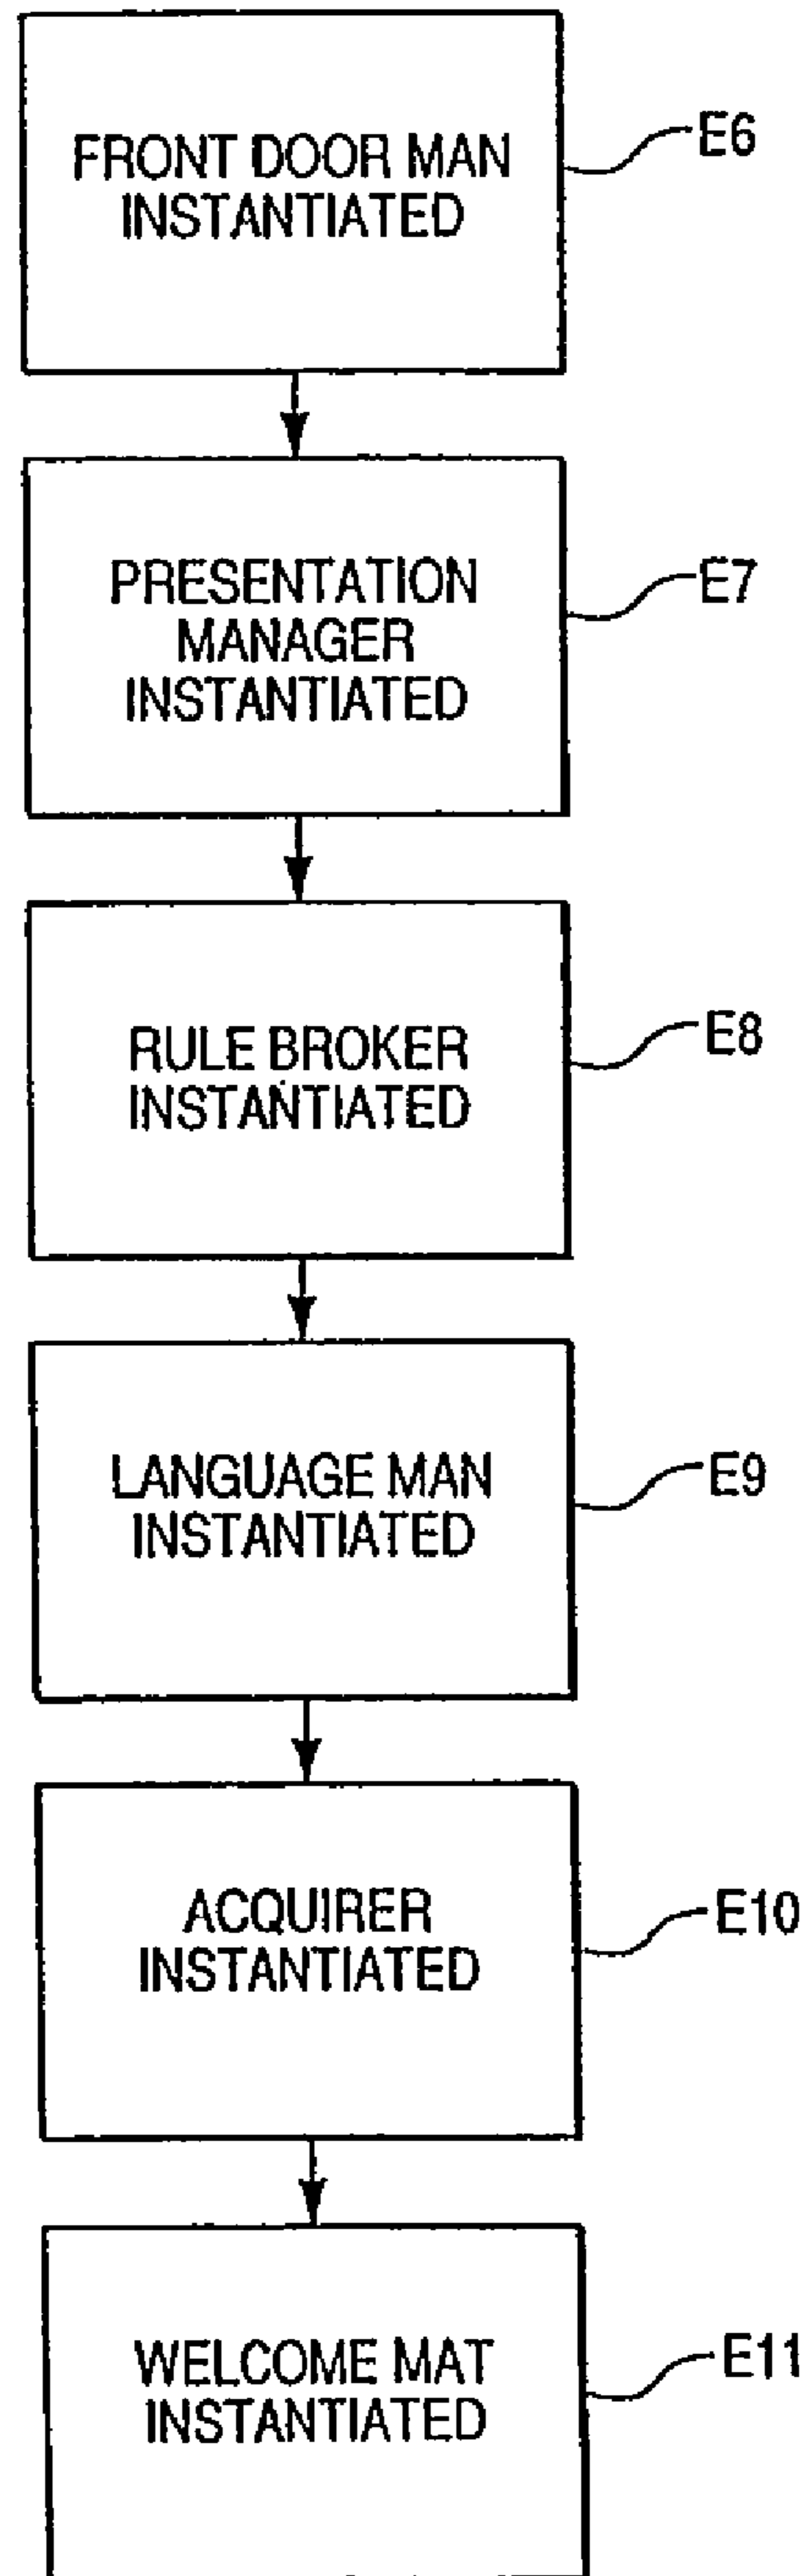 FRONT DOOR MAN
INSTANTIATED
E6
PRESENTATION
MANAGER
INSTANTIATED
E7
RULE BROKER
INSTANTIATED
E8
LANGUAGE MAN
INSTANTIATED
E9
ACQUIRER
INSTANTIATED
E10
WELCOME MAT
INSTANTIATED
E11